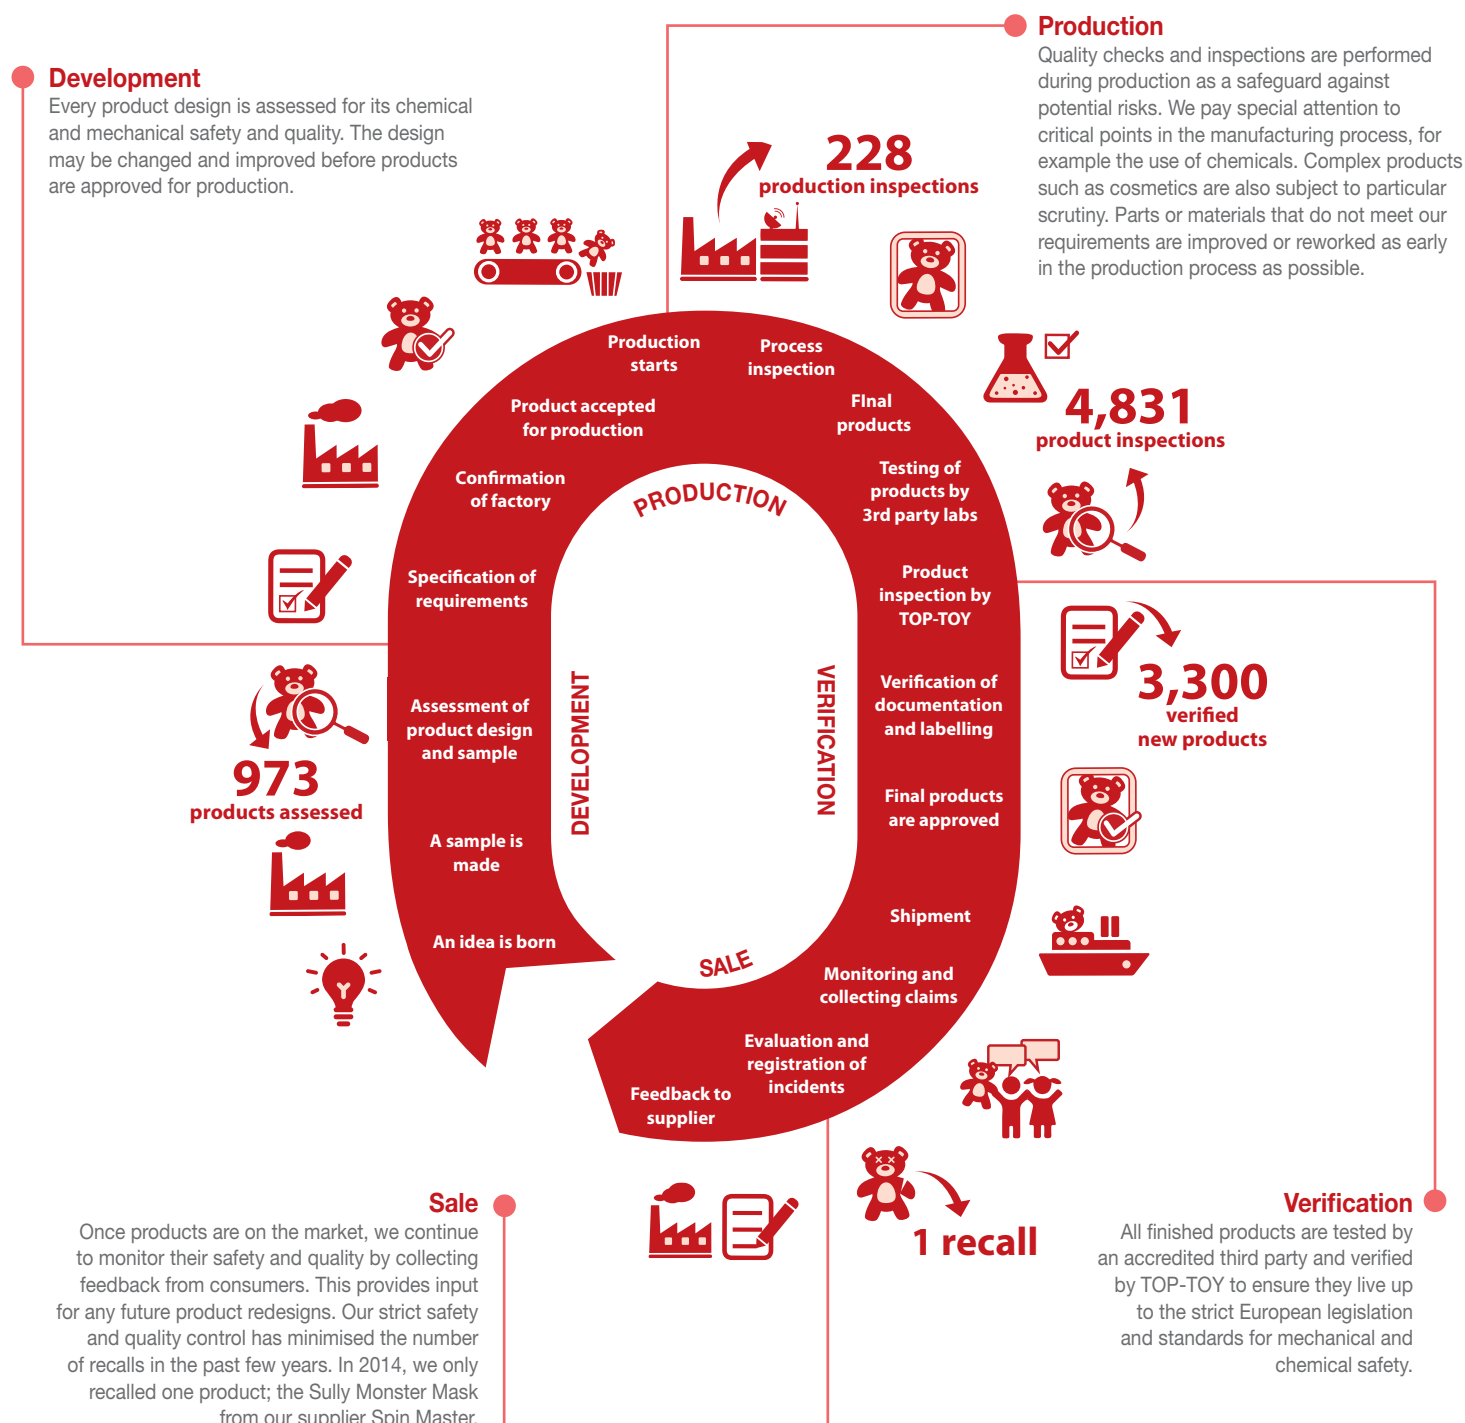 Production
Quality checks and inspections are performed
during production as a safeguard against
potential risks. We pay special attention to
critical points in the manufacturing process, for
example the use of chemicals. Complex products
such as cosmetics are also subject to particular
scrutiny. Parts or materials that do not meet our
requirements are improved or reworked as early
in the production process as possible.
Development
Every product design is assessed for its chemical
and mechanical safety and quality. The design
may be changed and improved before products
are approved for production.
228
production inspections
4,831
product inspections
3,300
verified
new products
973
products assessed
1 recall
An idea is born
A sample is
made
Assessment of
product design
and sample
Specification of
requirements
Confirmation
of factory
Product accepted
for production
Production
starts
Process
inspection
FInal
products
Testing of
products by
3rd party labs
Product
inspection by
TOP-TOY
Verification of
documentation
and labelling
Final products
are approved
Shipment
Monitoring and
collecting claims
Evaluation and
registration of
incidents
Feedback to
supplier
DEVELOPMENT
PRODUCTION
VERIFICATION
SALE
Sale
Once products are on the market, we continue
to monitor their safety and quality by collecting
feedback from consumers. This provides input
for any future product redesigns. Our strict safety
and quality control has minimised the number
of recalls in the past few years. In 2014, we only
recalled one product; the Sully Monster Mask
from our supplier Spin Master.
Verification
All finished products are tested by
an accredited third party and verified
by TOP-TOY to ensure they live up
to the strict European legislation
and standards for mechanical and
chemical safety.